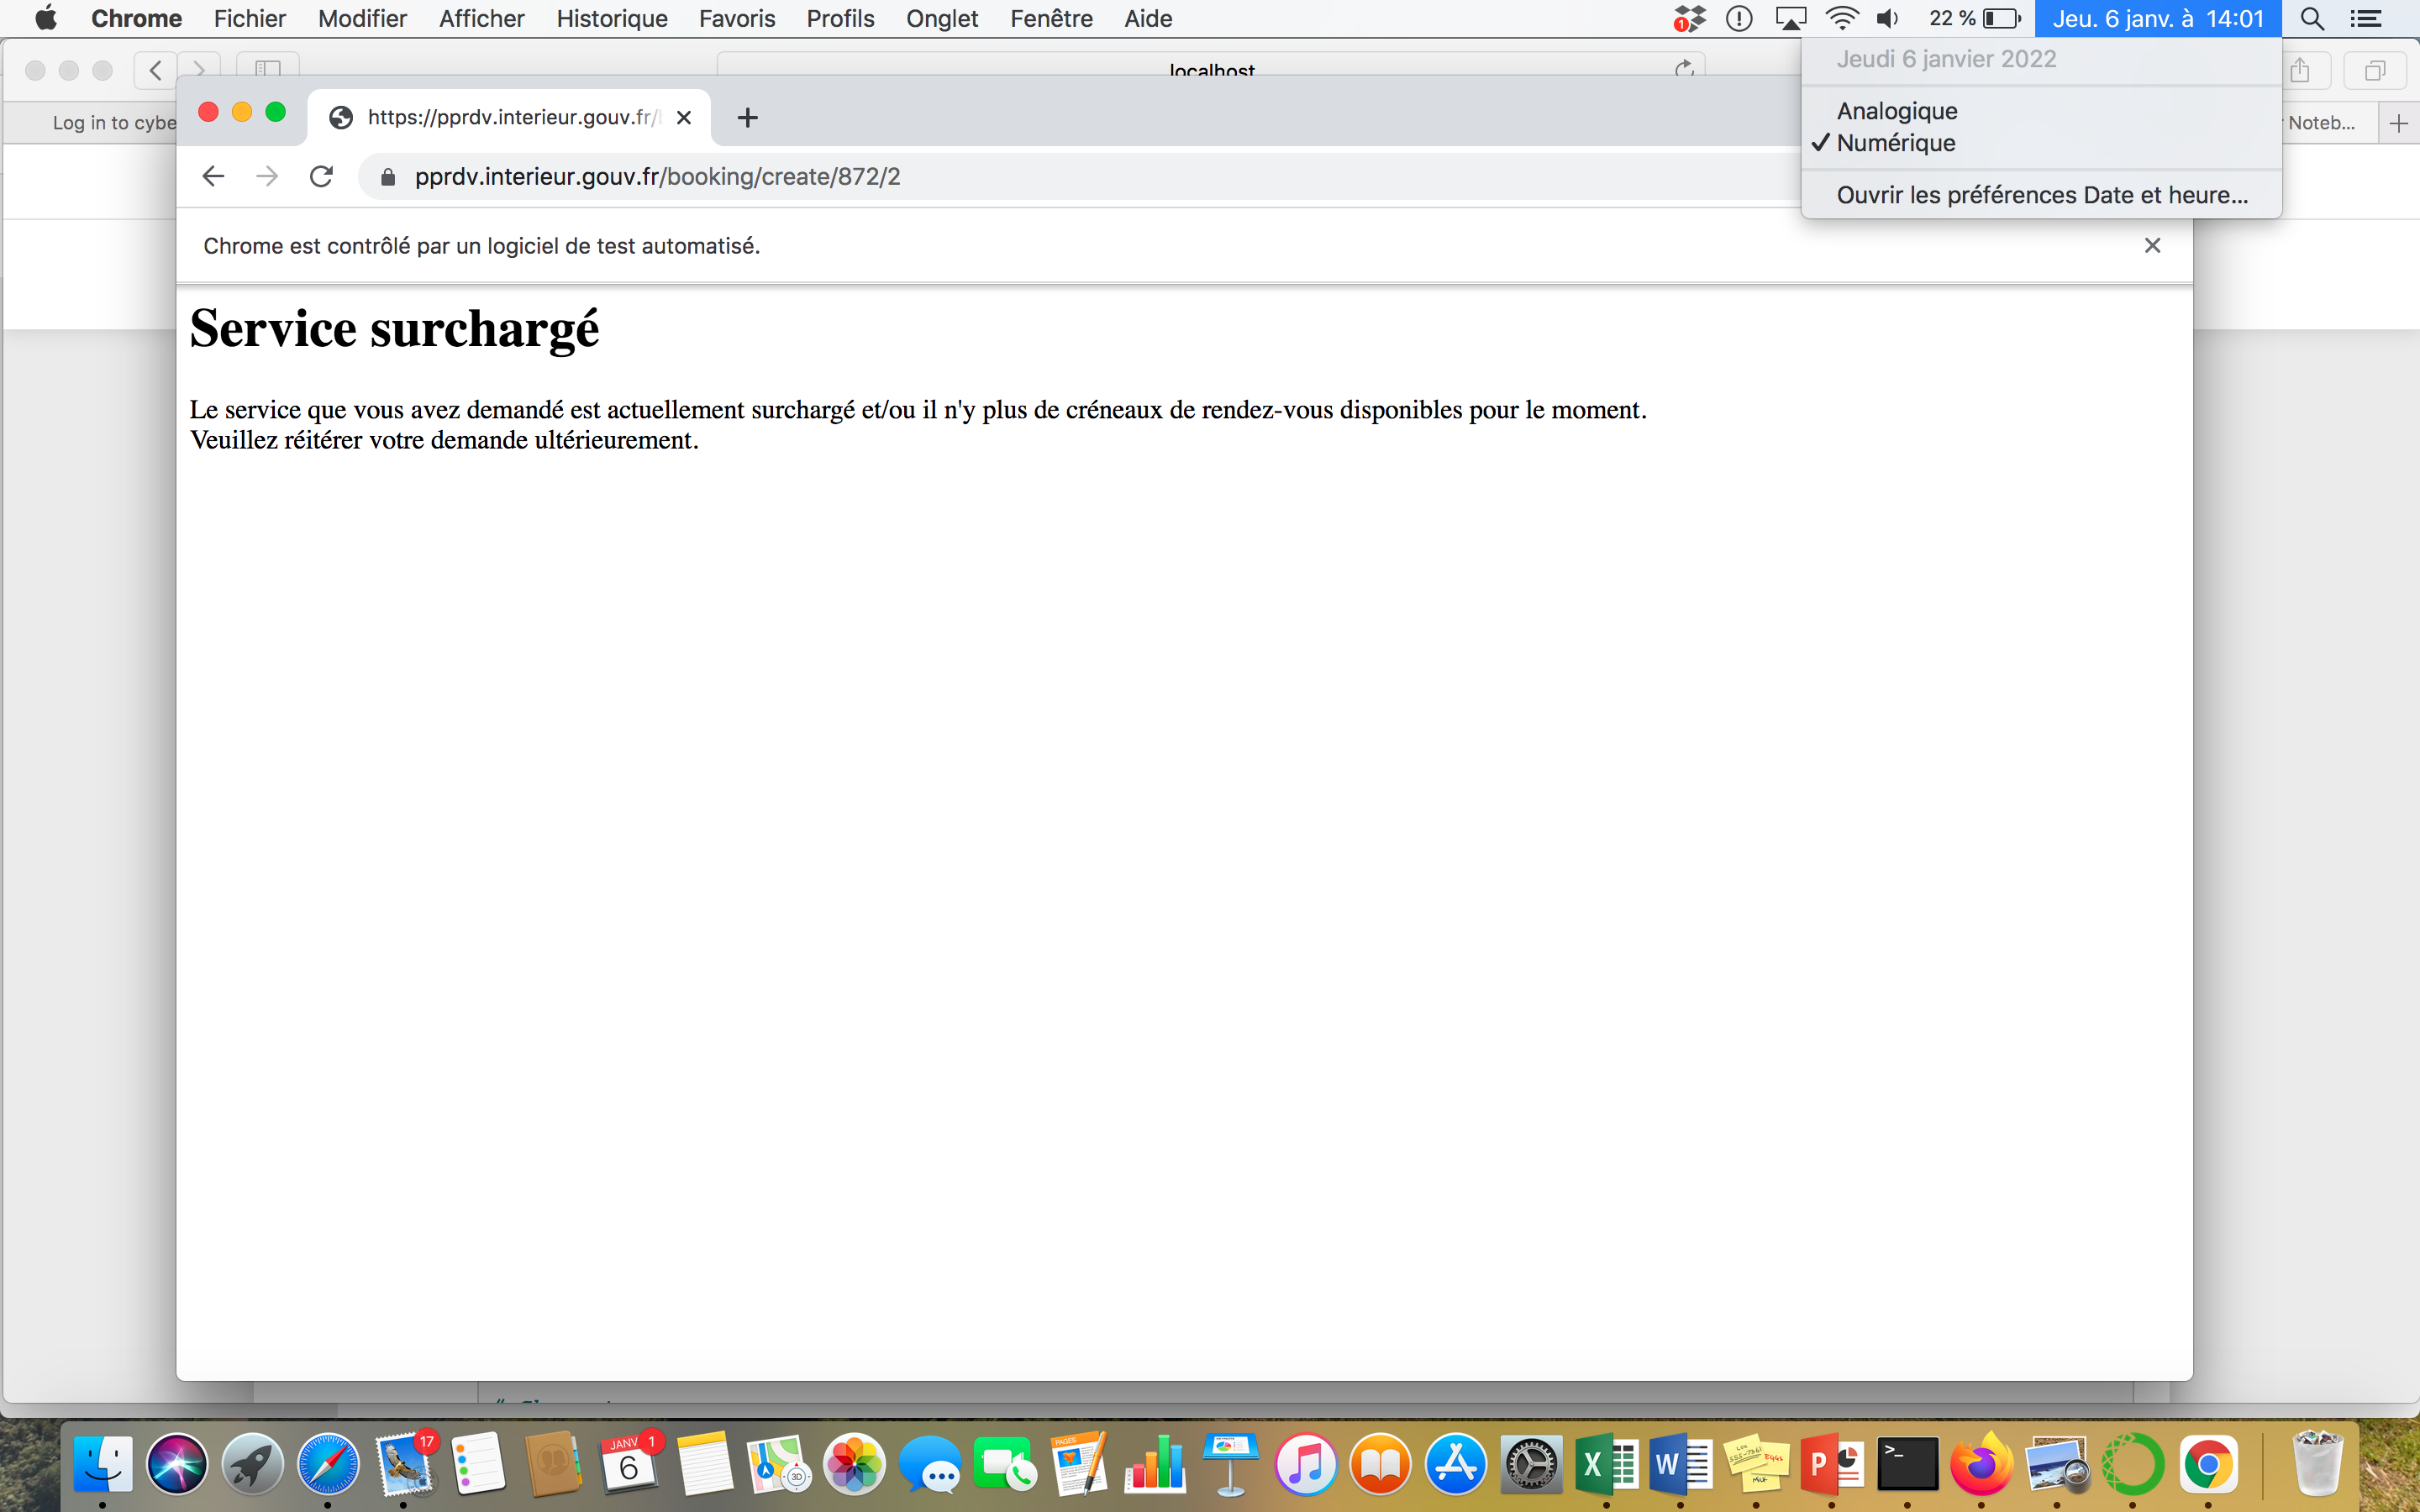 Chrome Fichier Modifier Afficher Historique Favoris Profils Onglet Fenêtre Aide 1 22 % Jeu. 6 janv. à 14:01
localhost
Jeudi 6 janvier 2022
Analogique
✓ Numérique
Ouvrir les préférences Date et heure...
Log in to cybe
https://pprdv.interieur.gouv.fr/
Noteb...
pprdv.interieur.gouv.fr/booking/create/872/2
Chrome est contrôlé par un logiciel de test automatisé.
Service surchargé
Le service que vous avez demandé est actuellement surchargé et/ou il n'y plus de créneaux de rendez-vous disponibles pour le moment.
Veuillez réitérer votre demande ultérieurement.
17
JANV 1
6
3D
PAGES
X
W
P
>_